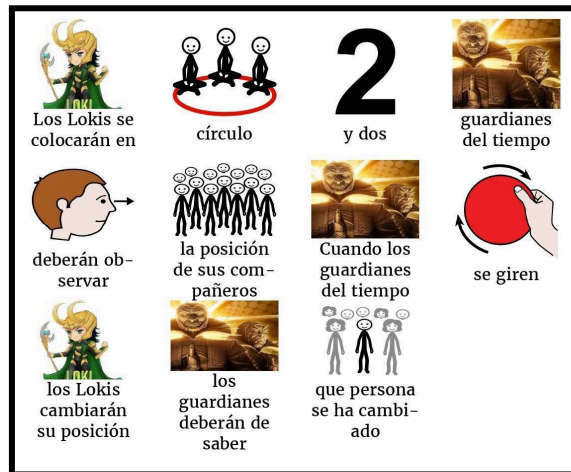 LOKI
Los Lokis se
colocarán en
círculo
2
y dos
guardianes
del tiempo
deberán ob-
servar
la posición
de sus com-
pañeros
Cuando los
guardianes
del tiempo
se giren
los Lokis
cambiarán
su posición
LOKI
los
guardianes
deberán de
saber
que persona
se ha cambi-
ado